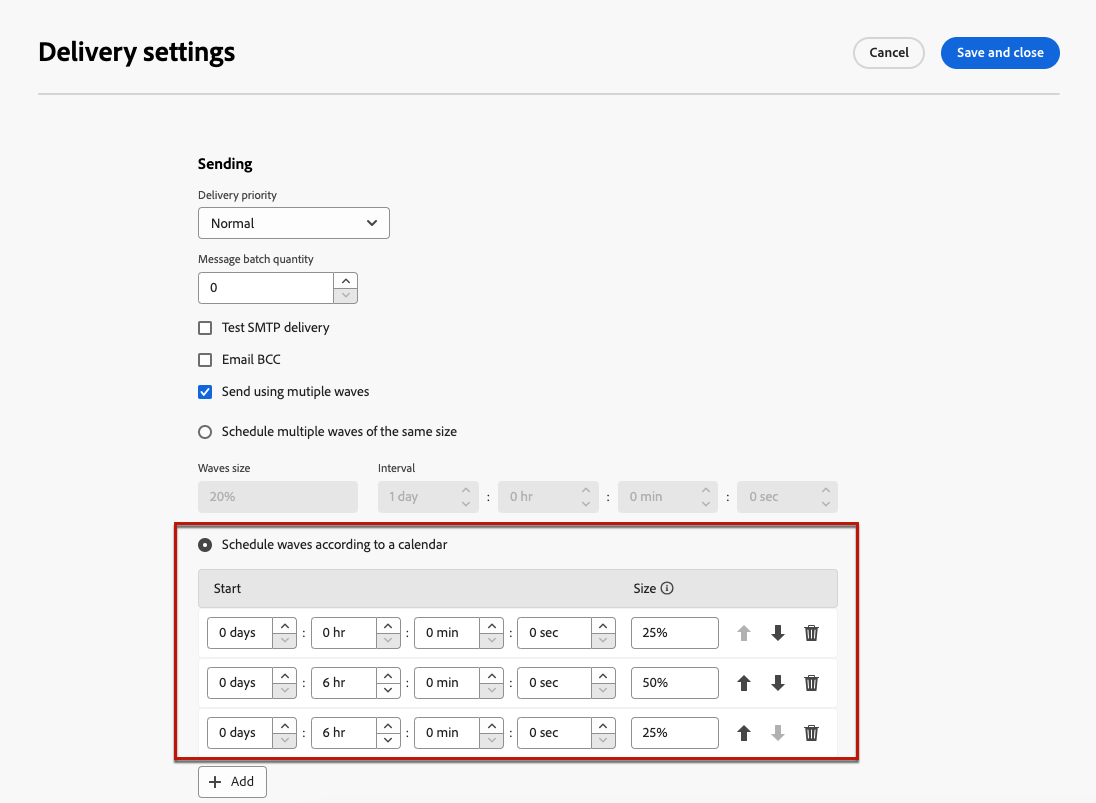 Delivery settings
Cancel
Save and close
Sending
Delivery priority
Normal
Message batch quantity
0
Test SMTP delivery
Email BCC
Send using mutiple waves
Schedule multiple waves of the same size
Waves size Interval
20% 1 day : 0 hr : 0 min : 0 sec
Schedule waves according to a calendar
Start Size
0 days : 0 hr : 0 min : 0 sec 25%
0 days : 6 hr : 0 min : 0 sec 50%
0 days : 6 hr : 0 min : 0 sec 25%
+ Add